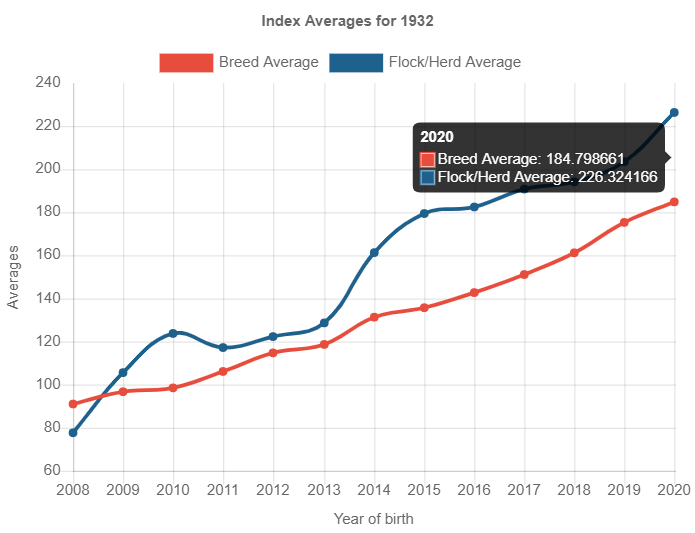 Index Averages for 1932
Breed Average Flock/Herd Average
240
220
200
180
160
140
120
100
80
60
Averages
2020
Breed Average: 184.798661
Flock/Herd Average: 226.324166
2008 2009 2010 2011 2012 2013 2014 2015 2016 2017 2018 2019 2020
Year of birth